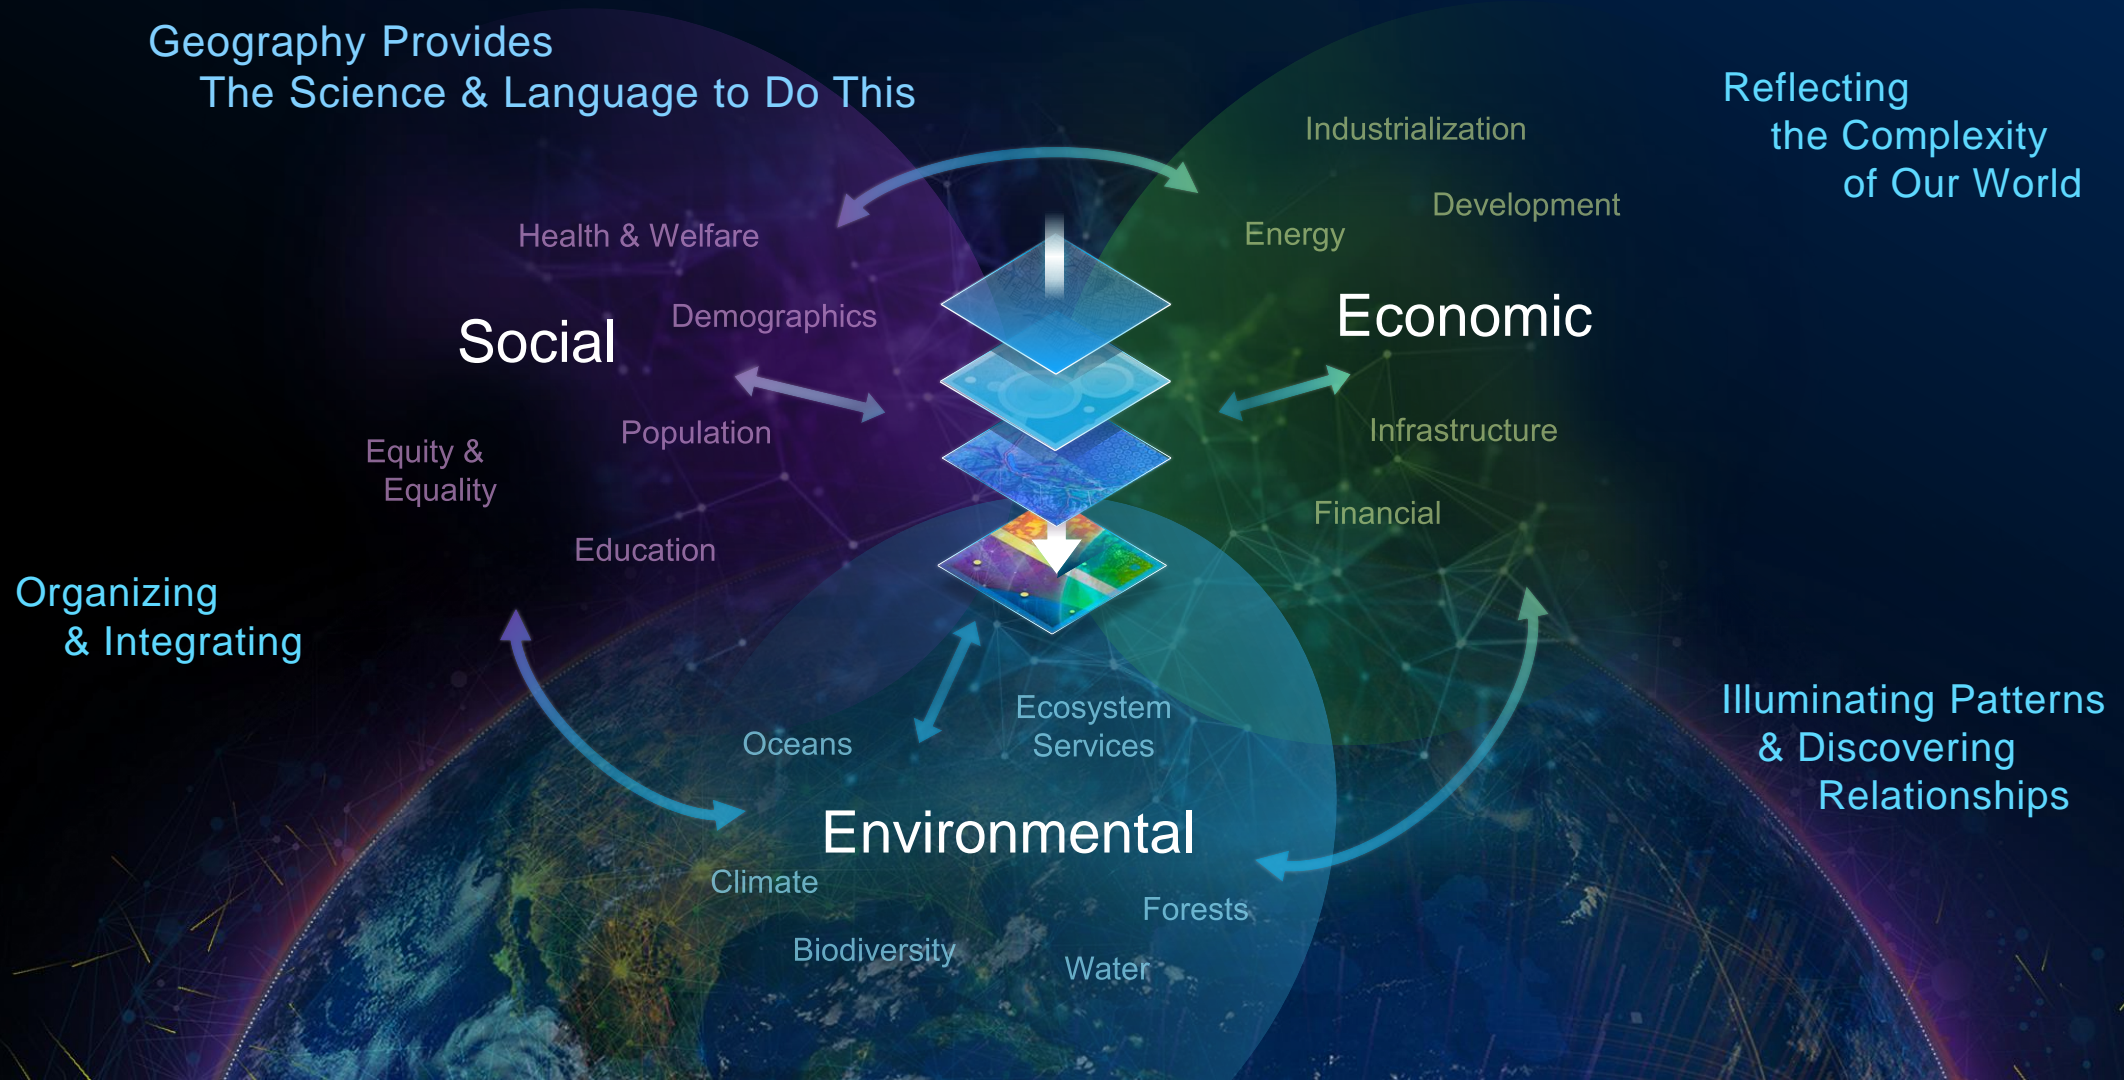 Geography Provides
The Science & Language to Do This
Reflecting
the Complexity
of Our World
Industrialization
Development
Energy
Economic
Infrastructure
Financial
Health & Welfare
Demographics
Social
Population
Equity &
Equality
Education
Organizing
& Integrating
Illuminating Patterns
& Discovering
Relationships
Oceans
Ecosystem
Services
Environmental
Climate
Forests
Biodiversity
Water